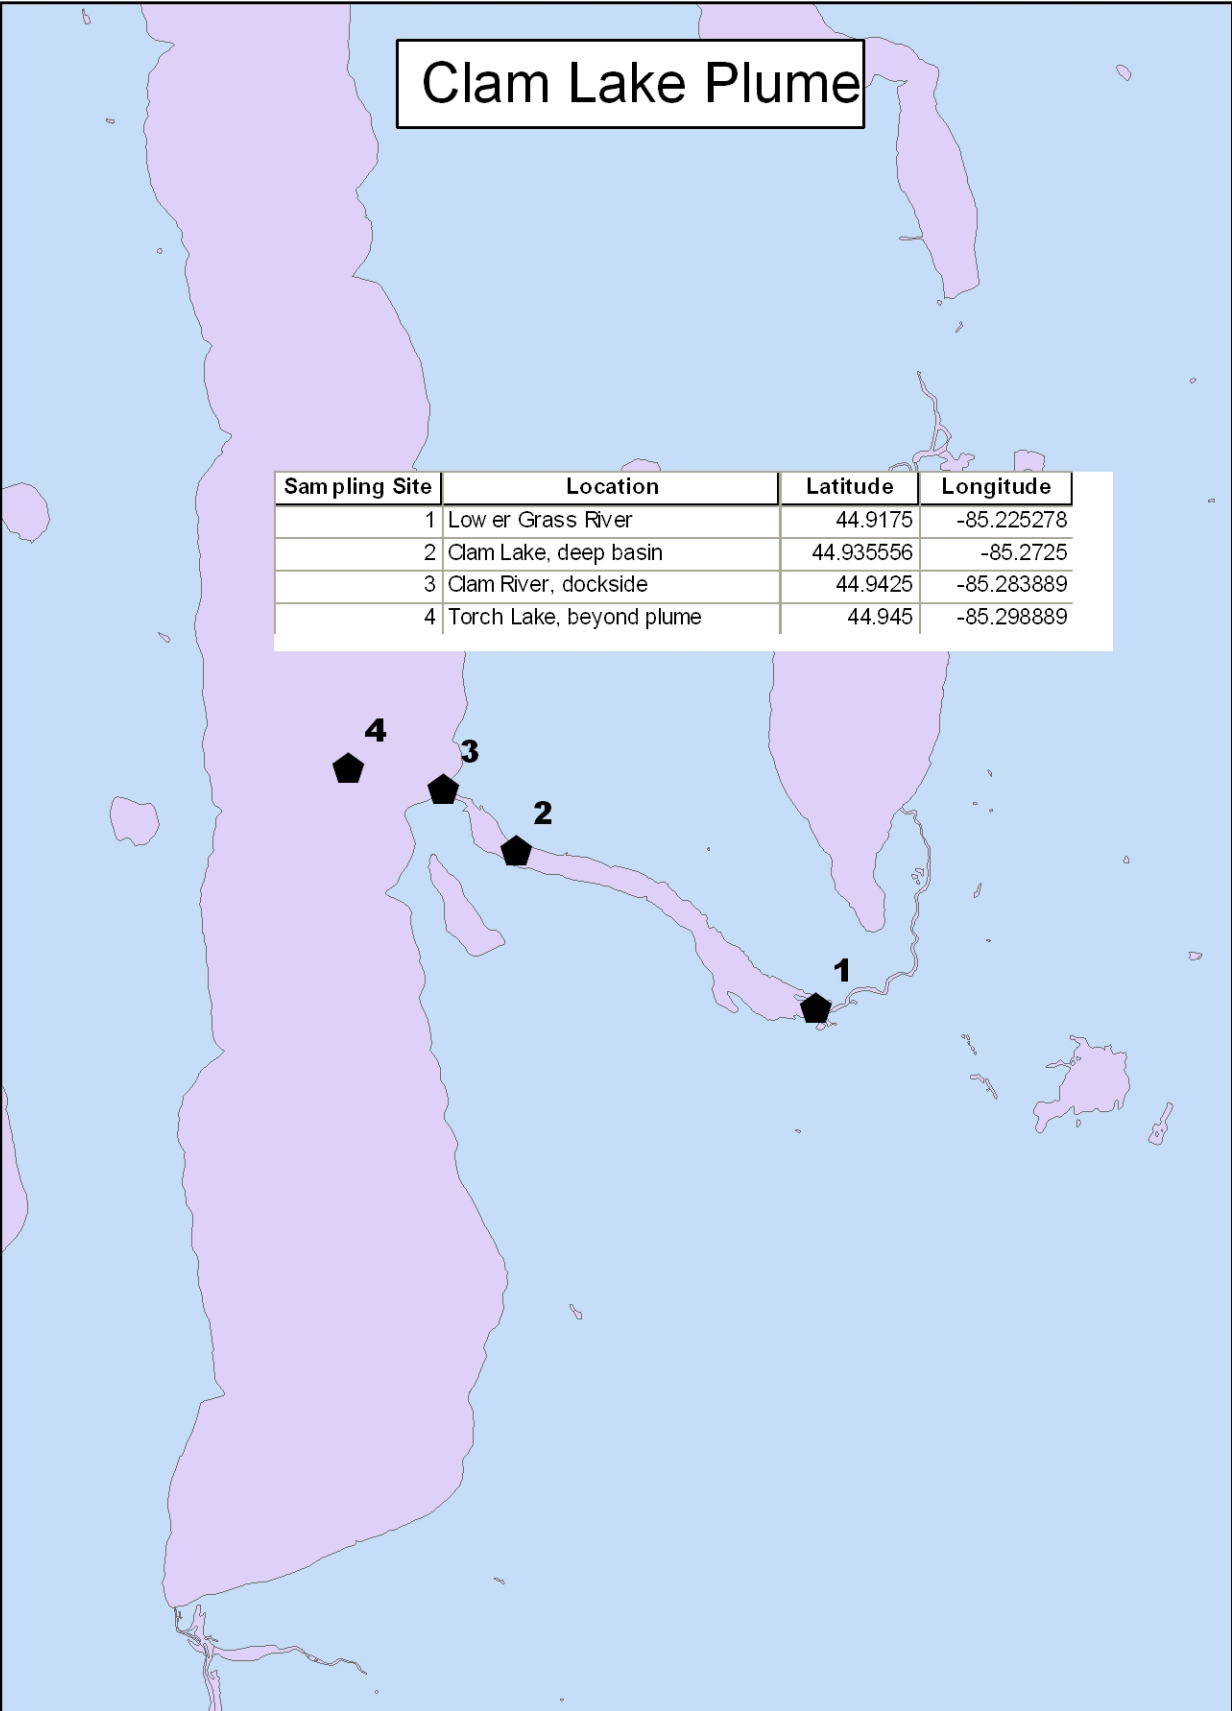 Clam Lake Plume
Sampling Site Location Latitude Longitude
1 Lower Grass River 44.9175 -85.225278
2 Clam Lake, deep basin 44.935556 -85.2725
3 Clam River, dockside 44.9425 -85.283889
4 Torch Lake, beyond plume 44.945 -85.298889
4
3
2
1